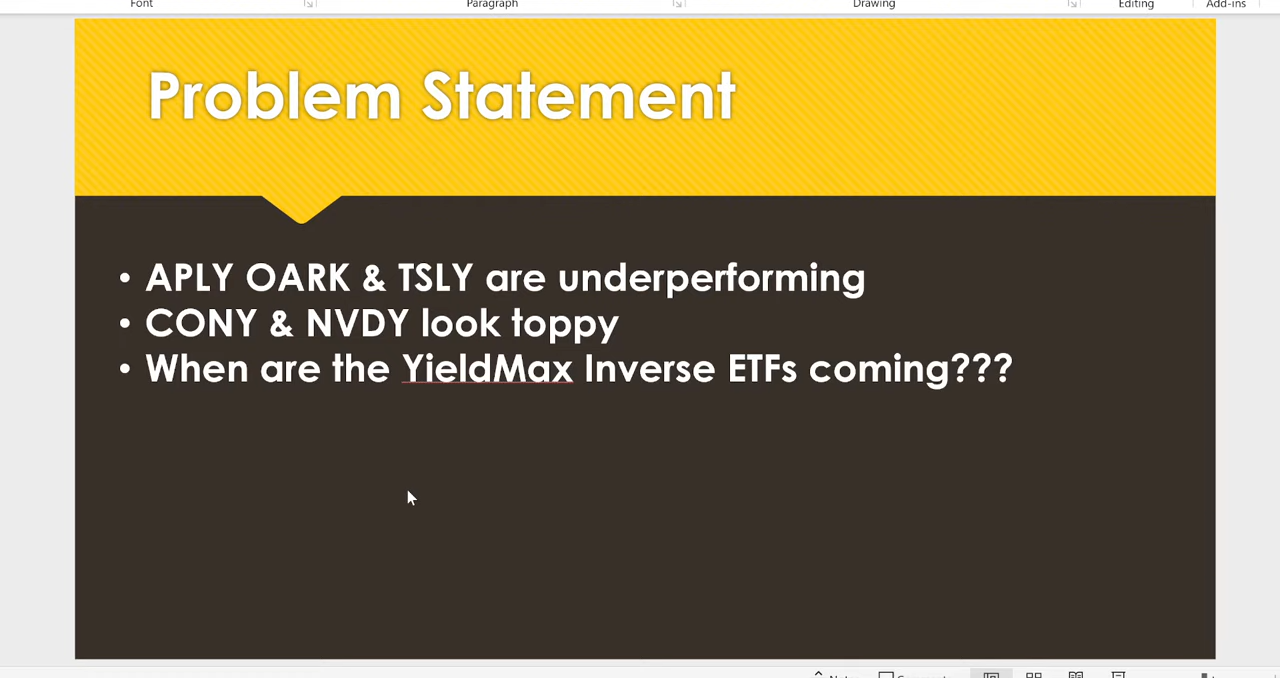 Font Paragraph Drawing Editing Add-ins
Problem Statement
• APLY OARK & TSLY are underperforming
• CONY & NVDY look toppy
• When are the YieldMax Inverse ETFs coming???